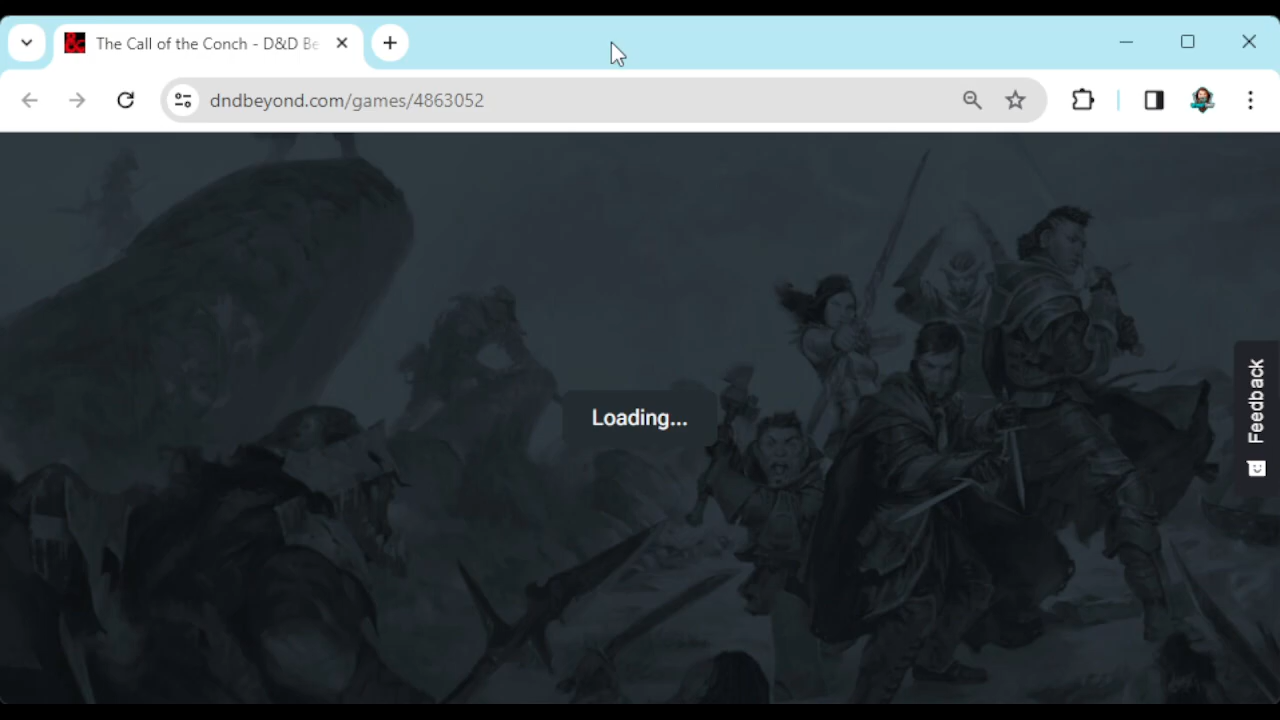 The Call of the Conch - D&D Be
dndbeyond.com/games/4863052
Loading...
Feedback